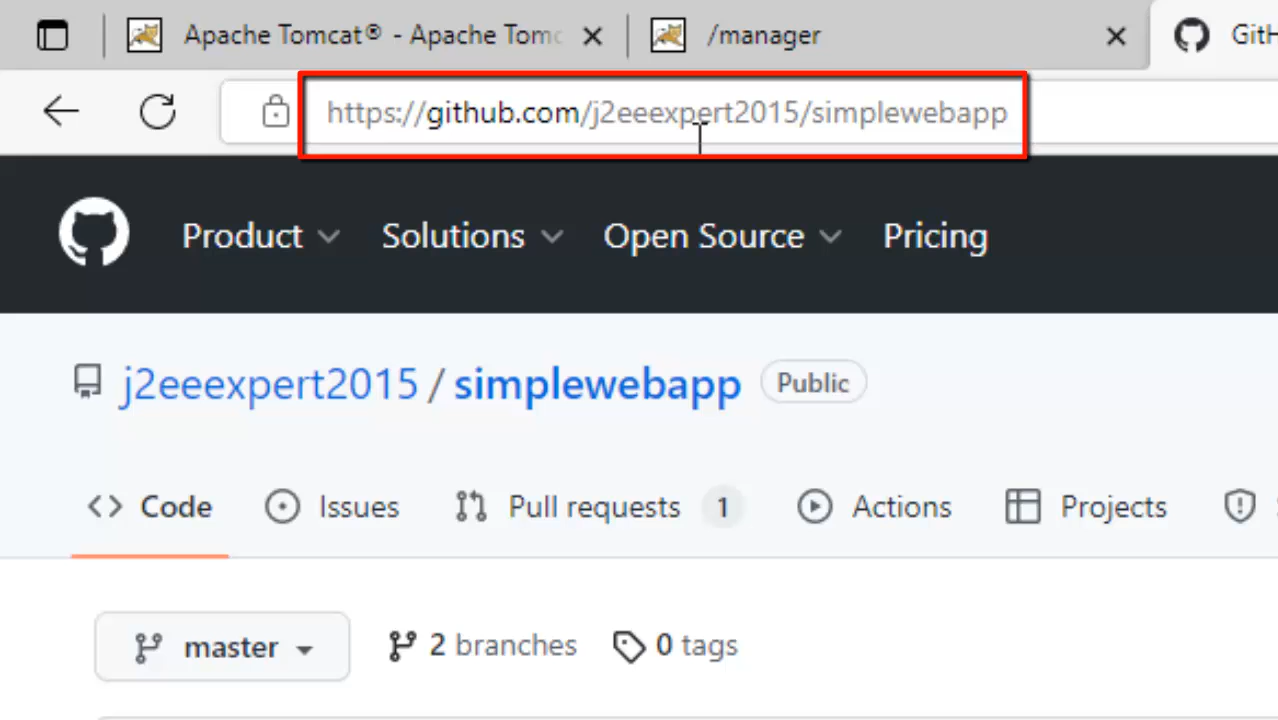 Apache Tomcat® - Apache Tomc /manager GitH
https://github.com/j2eeexpert2015/simplewebapp
Product Solutions Open Source Pricing
j2eeexpert2015 / simplewebapp Public
<> Code Issues Pull requests 1 Actions Projects
master 2 branches 0 tags